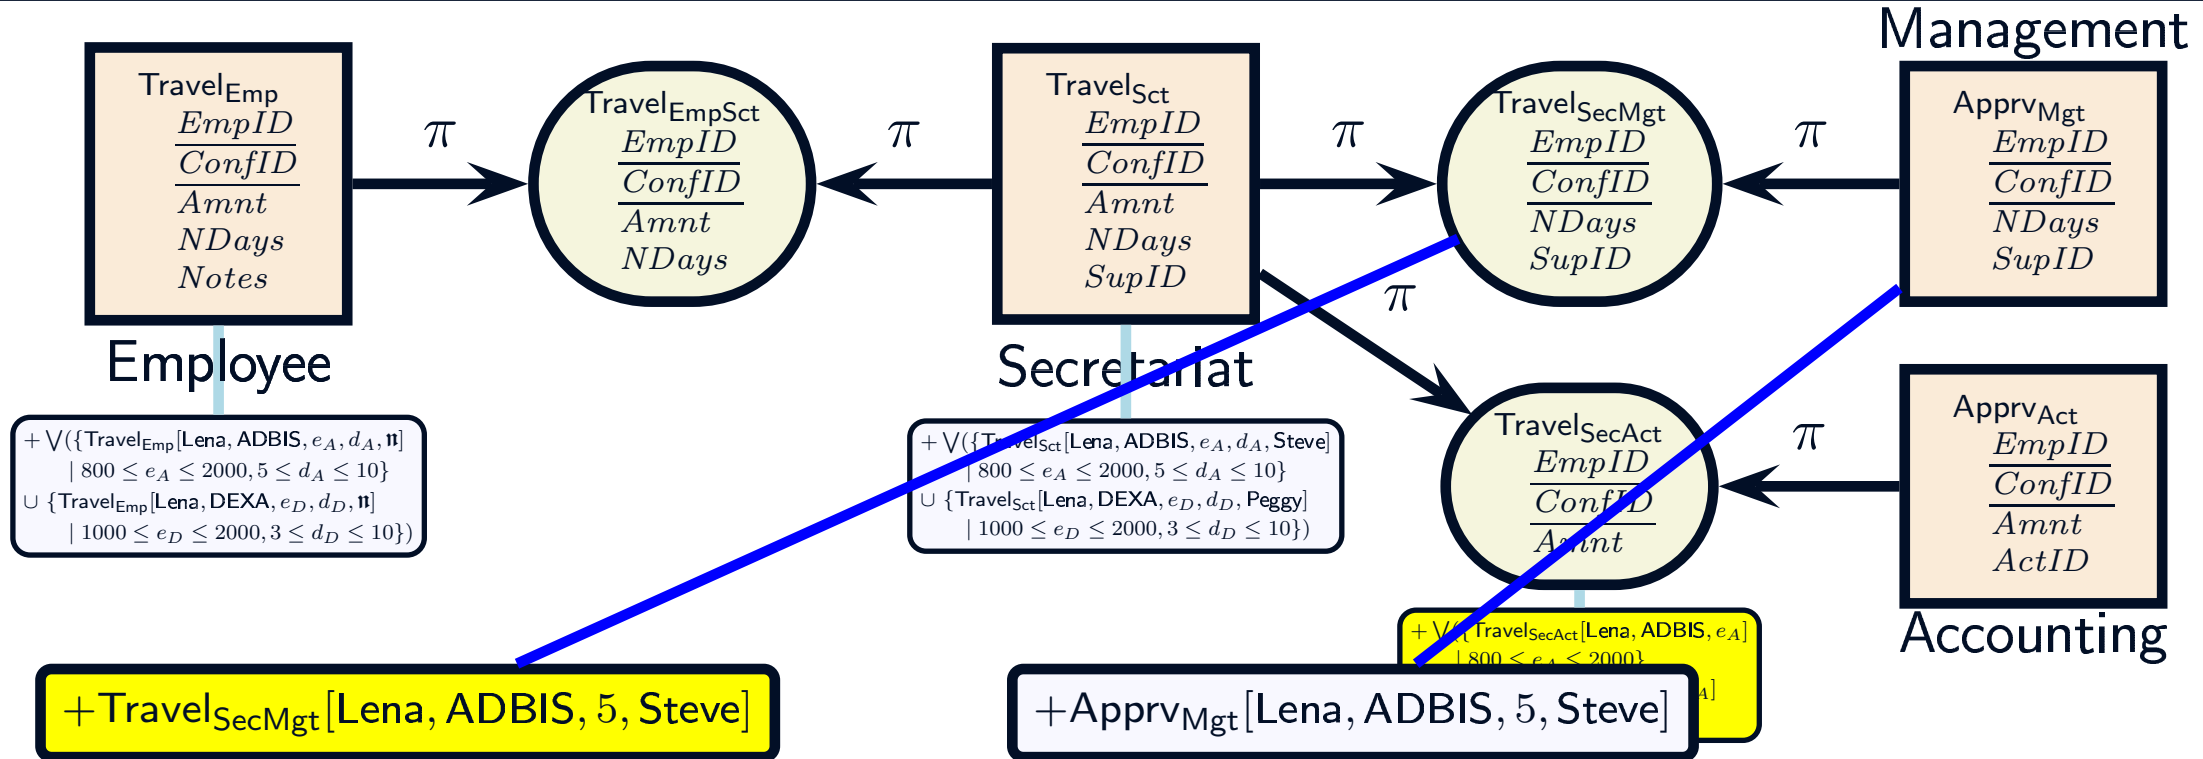 Management
Travel_Emp
EmpID
ConfID
Amnt
NDays
Notes
π
Travel_EmpSct
EmpID
ConfID
Amnt
NDays
π
Travel_Sct
EmpID
ConfID
Amnt
NDays
SupID
π
Travel_SecMgt
EmpID
ConfID
NDays
SupID
π
Apprv_Mgt
EmpID
ConfID
NDays
SupID
Employee
Secretariat
π
+⋁({Travel_Emp[Lena, ADBIS, e_A, d_A, 𝔫]
| 800 ≤ e_A ≤ 2000, 5 ≤ d_A ≤ 10}
∪ {Travel_Emp[Lena, DEXA, e_D, d_D, 𝔫]
| 1000 ≤ e_D ≤ 2000, 3 ≤ d_D ≤ 10})
+⋁({Travel_Sct[Lena, ADBIS, e_A, d_A, Steve]
| 800 ≤ e_A ≤ 2000, 5 ≤ d_A ≤ 10}
∪ {Travel_Sct[Lena, DEXA, e_D, d_D, Peggy]
| 1000 ≤ e_D ≤ 2000, 3 ≤ d_D ≤ 10})
Travel_SecAct
EmpID
ConfID
Amnt
π
Apprv_Act
EmpID
ConfID
Amnt
ActID
Accounting
+⋁({Travel_SecAct[Lena, ADBIS, e_A]
| 800 ≤ e_A ≤ 2000}
A]
+Travel_SecMgt[Lena, ADBIS, 5, Steve]
+Apprv_Mgt[Lena, ADBIS, 5, Steve]